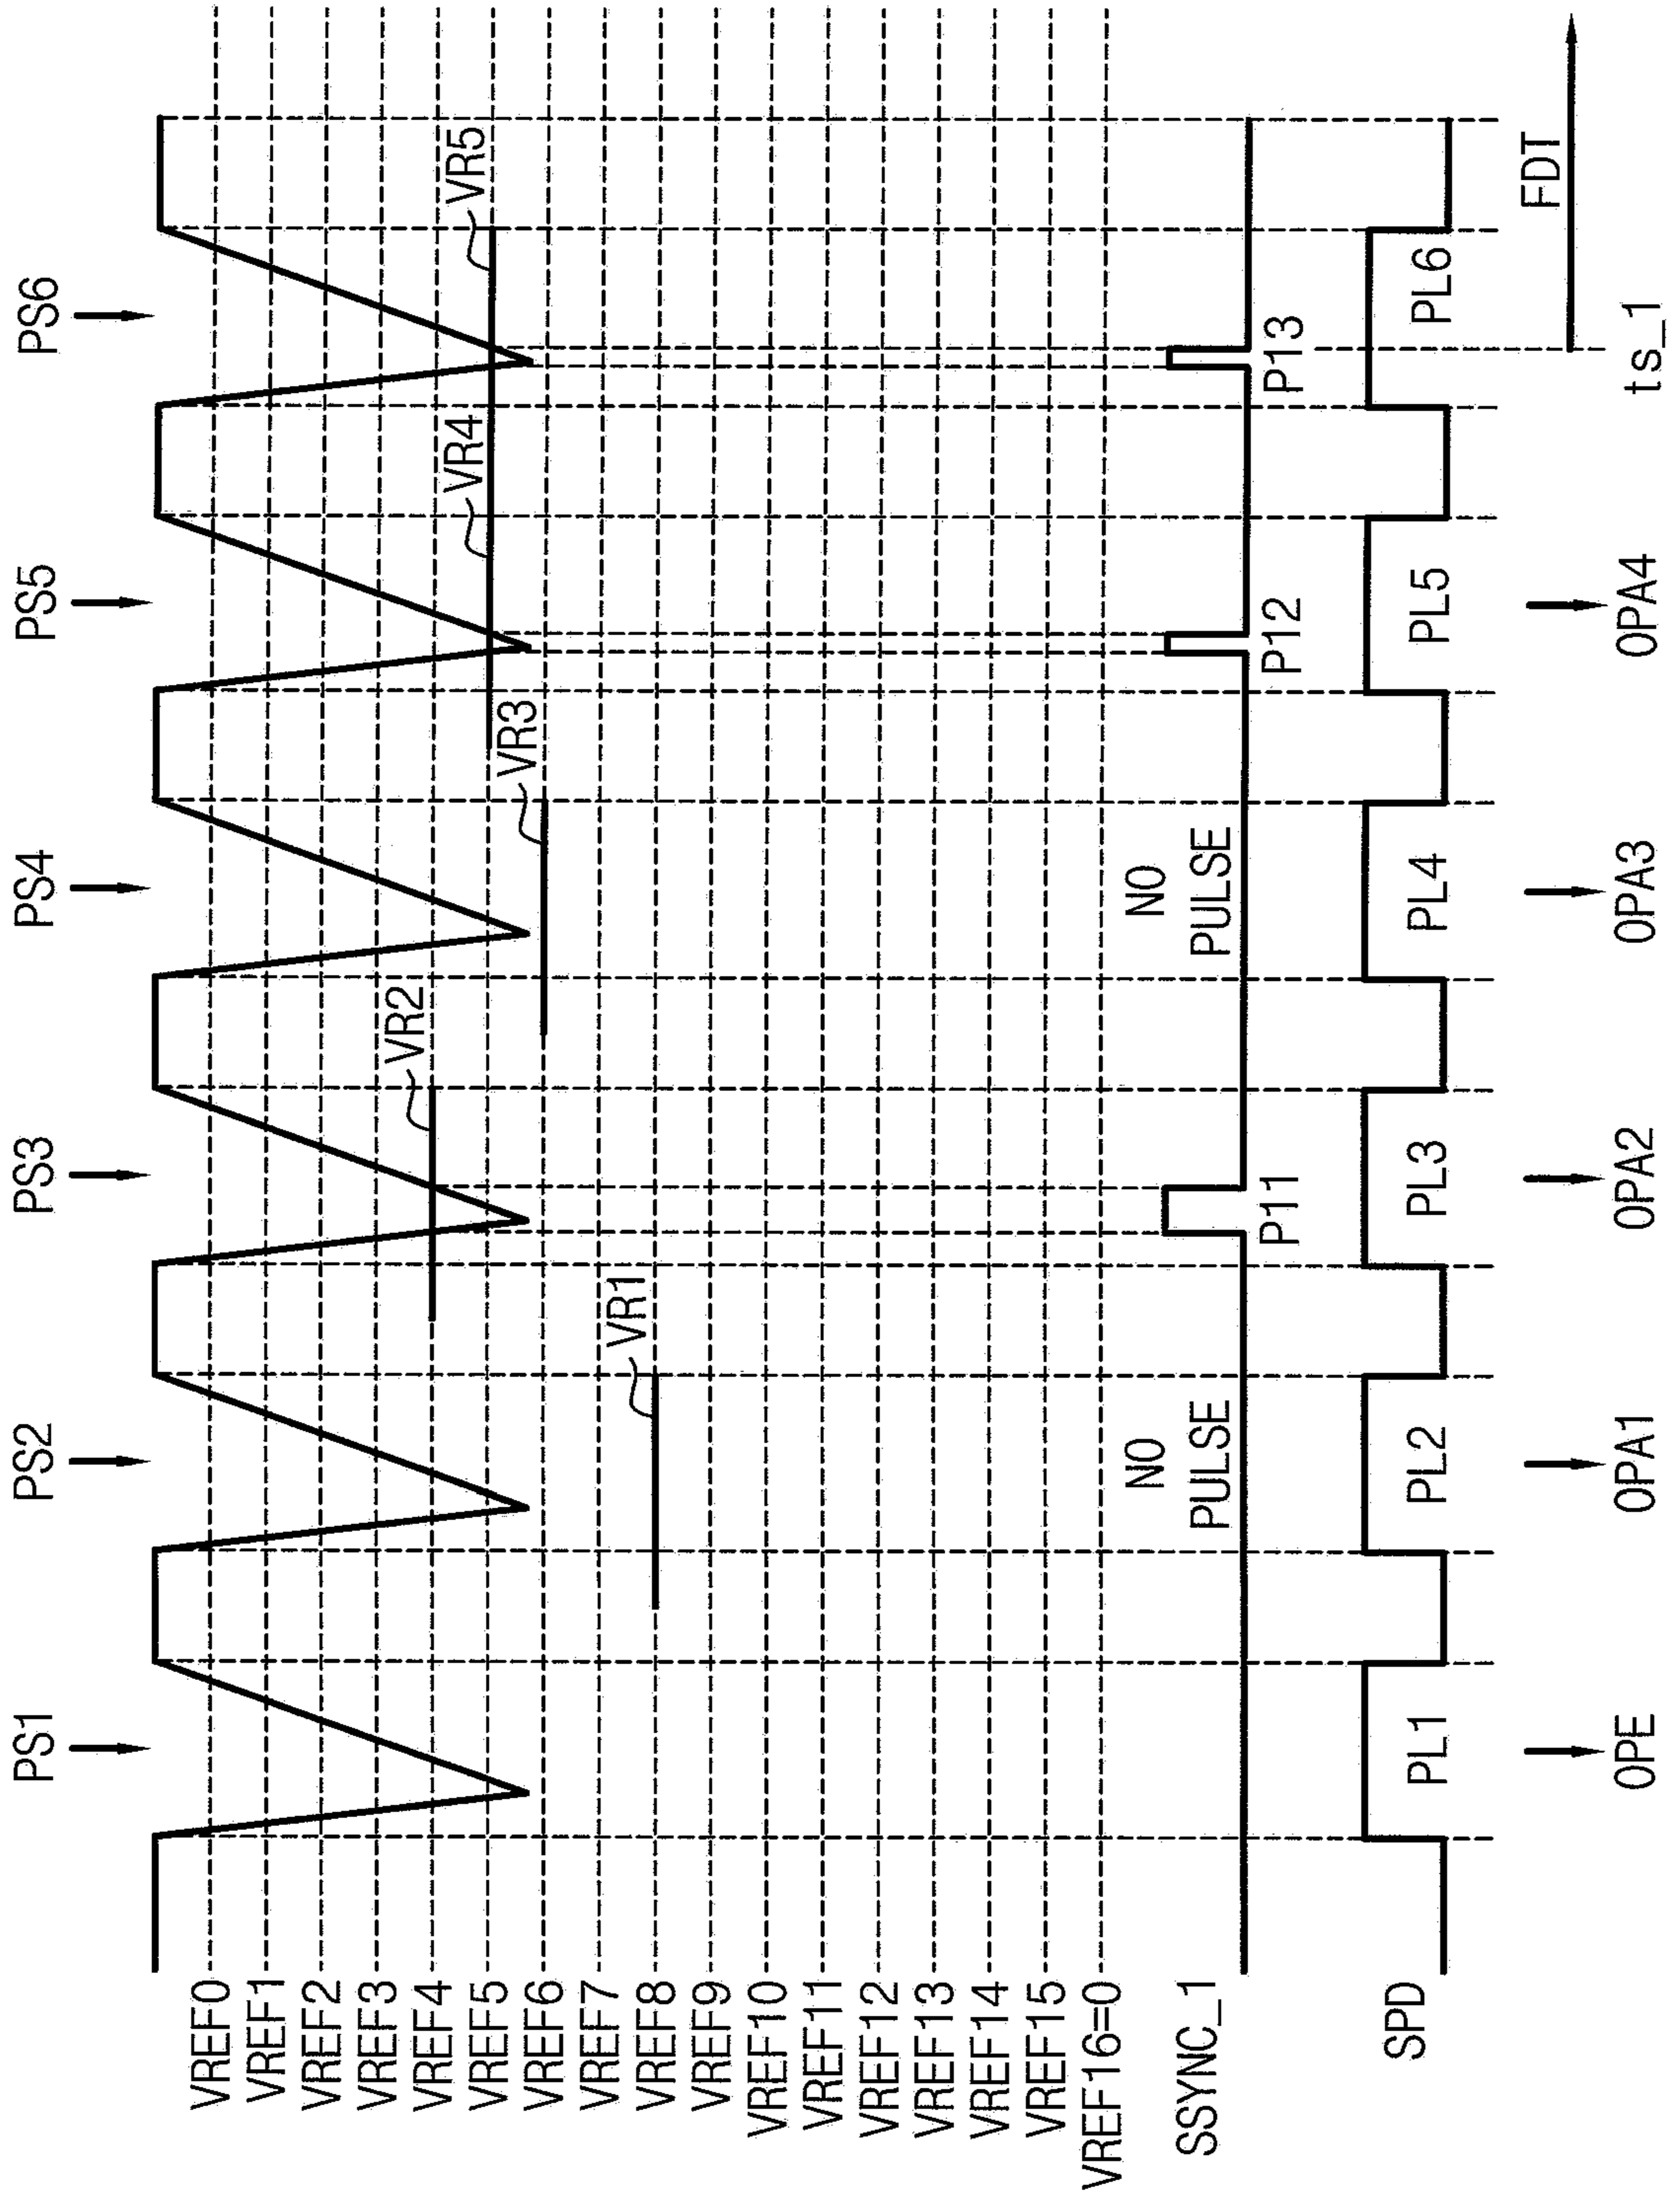 PS1
PS2
PS3
PS4
PS5
PS6
VREF0
VREF1
VREF2
VREF3
VREF4
VREF5
VREF6
VREF7
VREF8
VREF9
VREF10
VREF11
VREF12
VREF13
VREF14
VREF15
VREF16=0
VR1
VR2
VR3
VR4
VR5
SSYNC_1
NO
PULSE
P11
NO
PULSE
P12
P13
SPD
PL1
PL2
PL3
PL4
PL5
PL6
FDT
OPE
OPA1
OPA2
OPA3
OPA4
ts_1